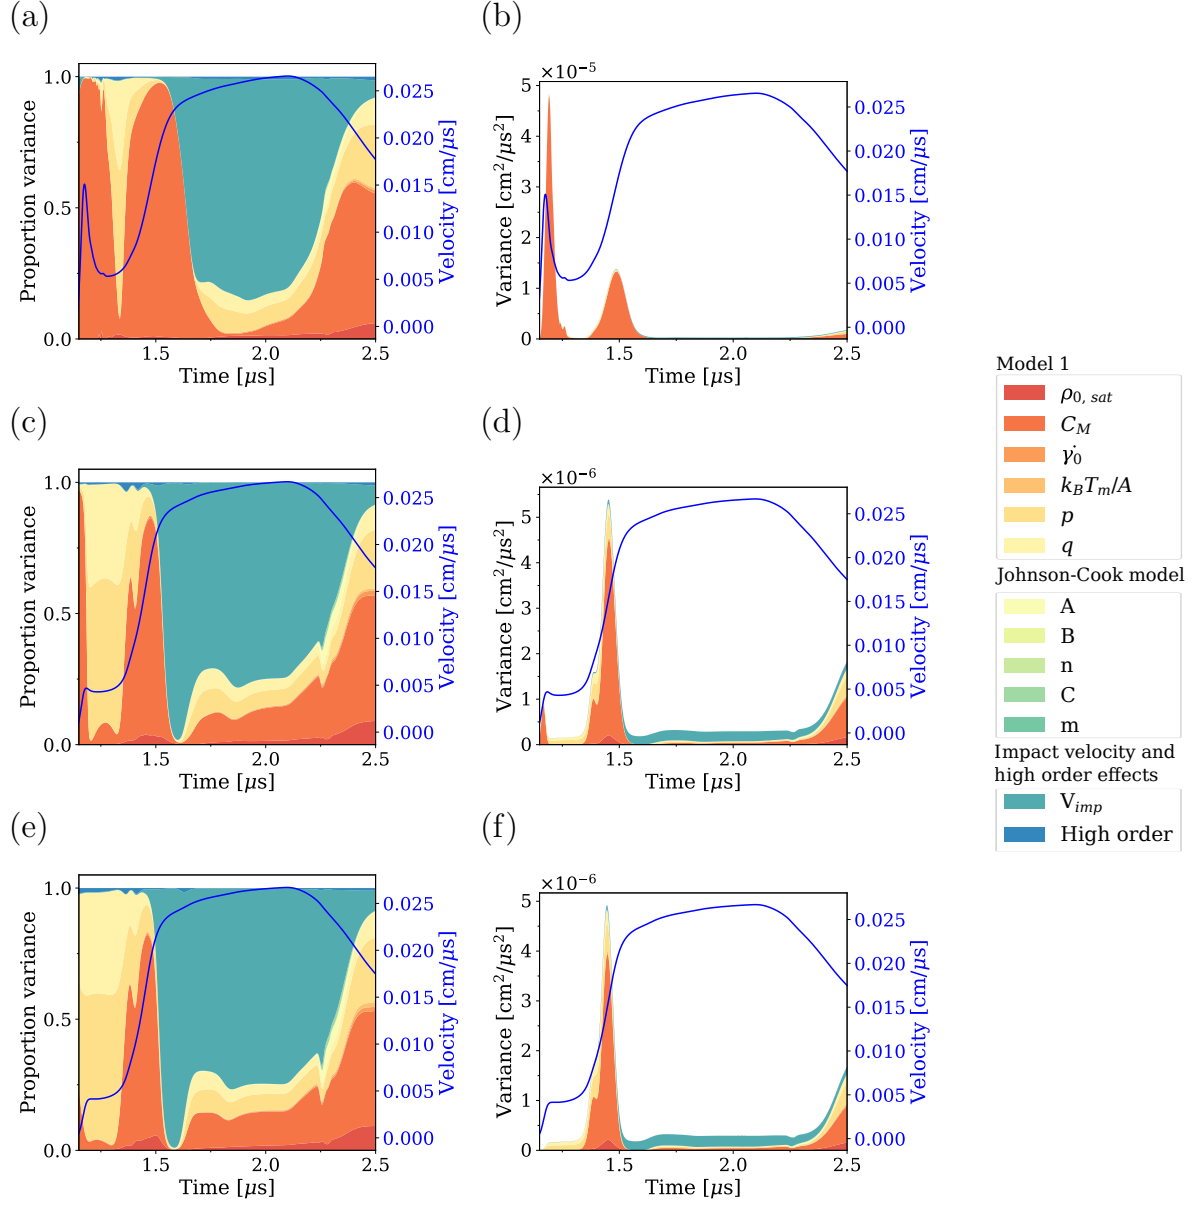 (a)
1.0
0.5
0.0
Proportion variance
1.5
2.0
2.5
Time [μs]
0.025
0.020
0.015
0.010
0.005
0.000
Velocity [cm/μs]
(b)
×10⁻⁵
5
4
3
2
1
0
Variance [cm²/μs²]
1.5
2.0
2.5
Time [μs]
0.025
0.020
0.015
0.010
0.005
0.000
Velocity [cm/μs]
(c)
1.0
0.5
0.0
Proportion variance
1.5
2.0
2.5
Time [μs]
0.025
0.020
0.015
0.010
0.005
0.000
Velocity [cm/μs]
(d)
×10⁻⁶
5
4
3
2
1
0
Variance [cm²/μs²]
1.5
2.0
2.5
Time [μs]
0.025
0.020
0.015
0.010
0.005
0.000
Velocity [cm/μs]
(e)
1.0
0.5
0.0
Proportion variance
1.5
2.0
2.5
Time [μs]
0.025
0.020
0.015
0.010
0.005
0.000
Velocity [cm/μs]
(f)
×10⁻⁶
5
4
3
2
1
0
Variance [cm²/μs²]
1.5
2.0
2.5
Time [μs]
0.025
0.020
0.015
0.010
0.005
0.000
Velocity [cm/μs]
Model 1
ρ₀, sat
C_M
γ̇₀
k_B T_m/A
p
q
Johnson-Cook model
A
B
n
C
m
Impact velocity and
high order effects
V_imp
High order